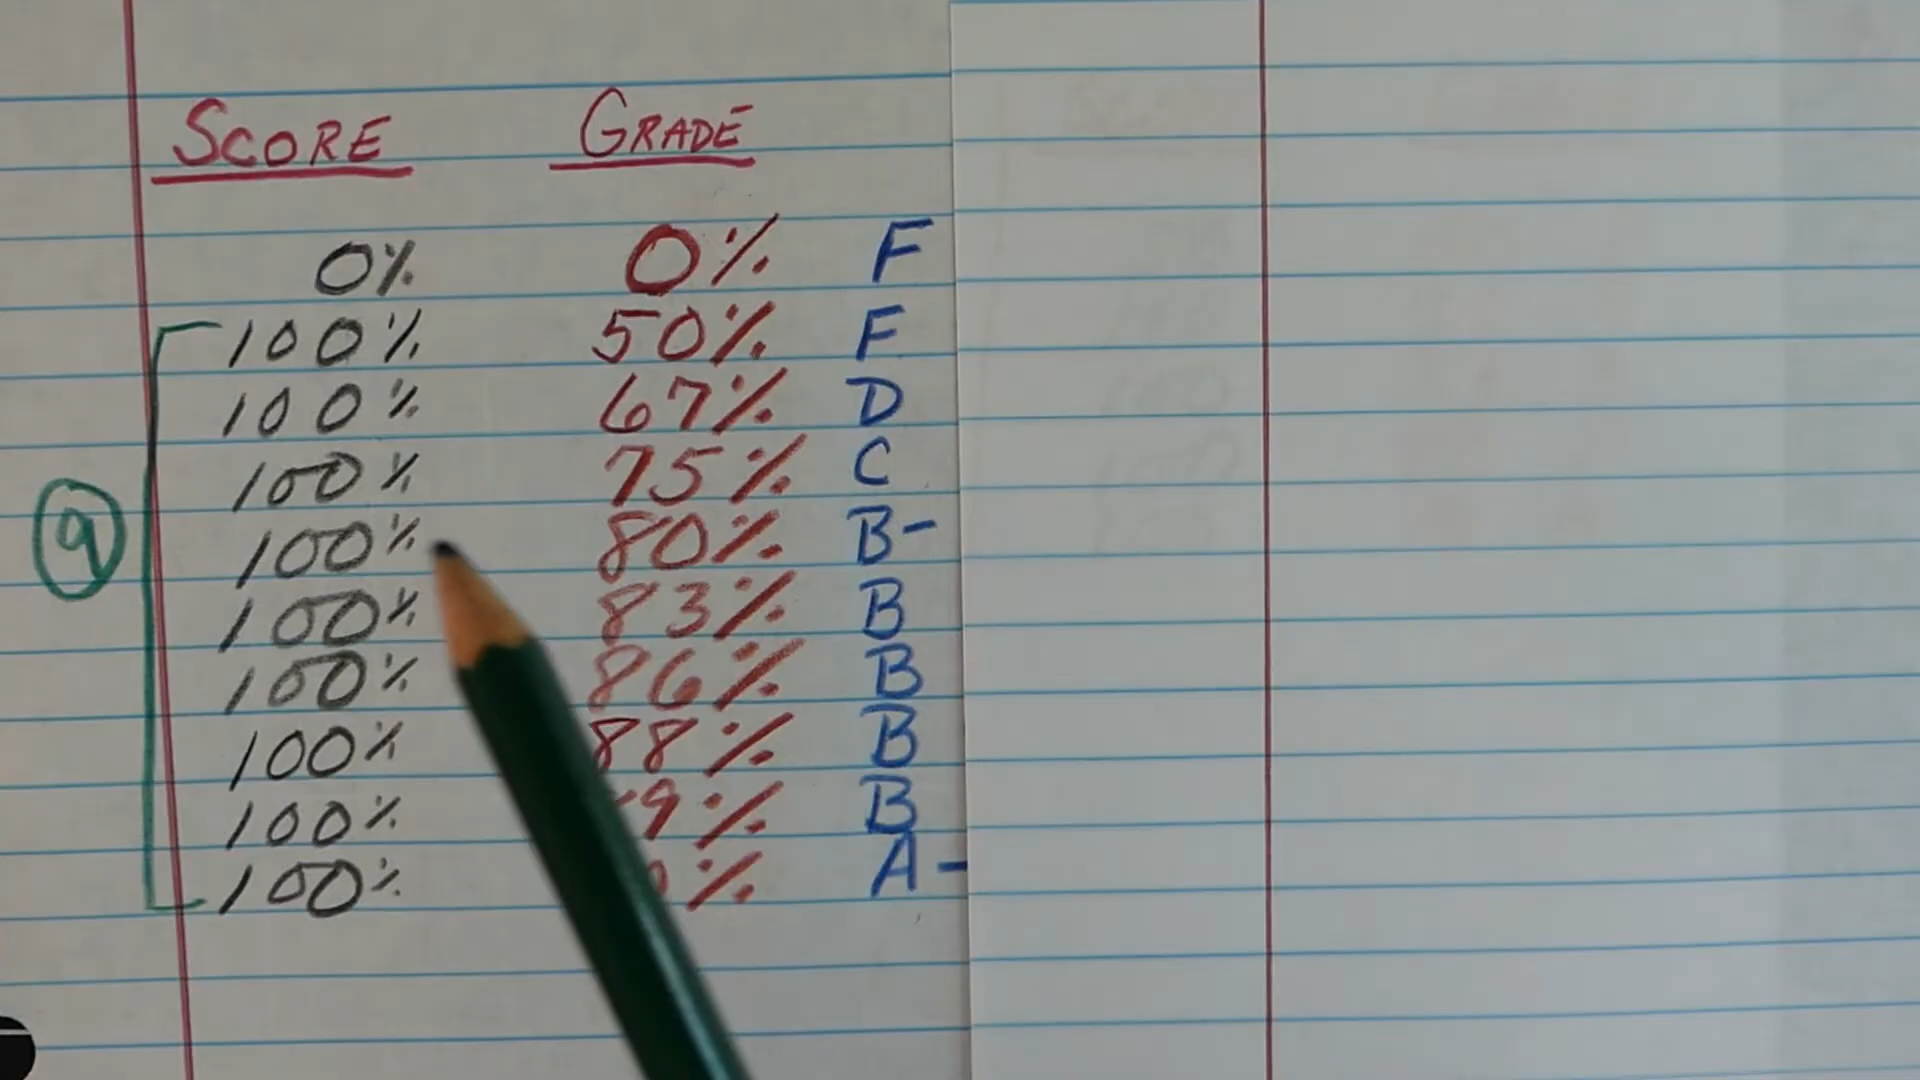 SCORE GRADE
0% 0% F
100% 50% F
100% 67% D
100% 75% C
9 100% 80% B-
100% 83% B
100% 86% B
100% 88% B
100% 9% B
100% % A-